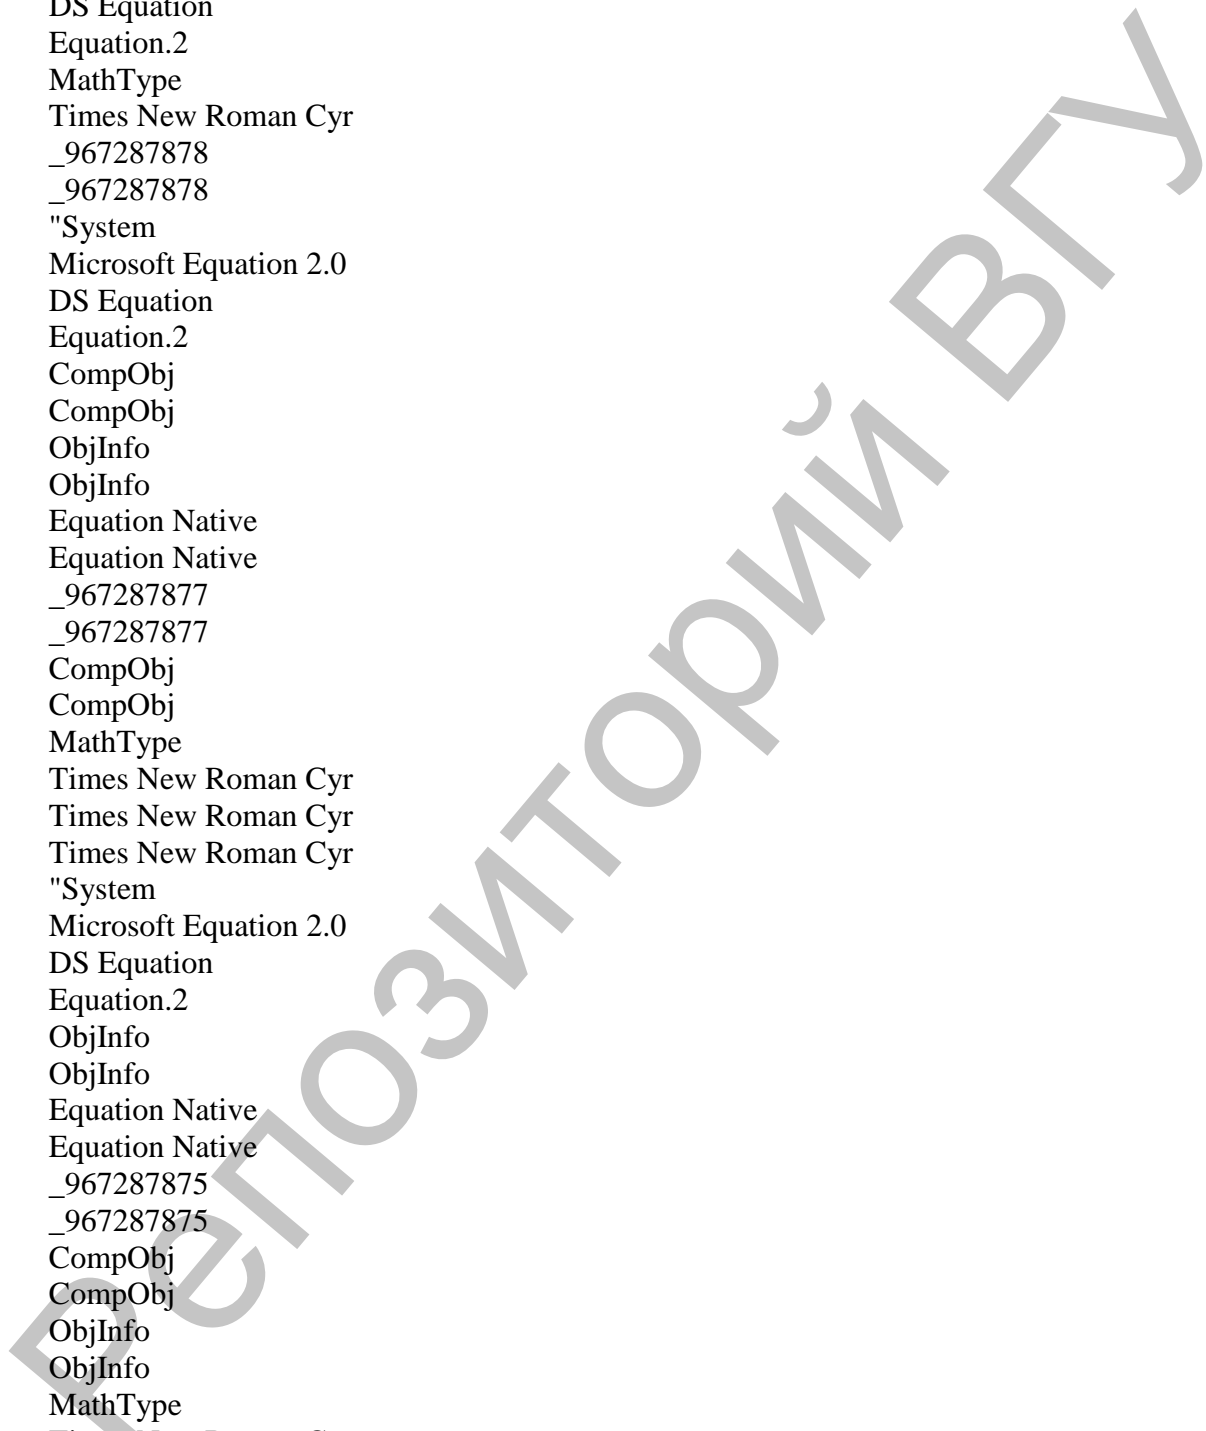 DS Equation
Equation.2
MathType
Times New Roman Cyr
_967287878
_967287878
"System
Microsoft Equation 2.0
DS Equation
Equation.2
CompObj
CompObj
ObjInfo
ObjInfo
Equation Native
Equation Native
_967287877
_967287877
CompObj
CompObj
MathType
Times New Roman Cyr
Times New Roman Cyr
Times New Roman Cyr
"System
Microsoft Equation 2.0
DS Equation
Equation.2
ObjInfo
ObjInfo
Equation Native
Equation Native
_967287875
_967287875
CompObj
CompObj
ObjInfo
ObjInfo
MathType
Репозиторий ВГУ